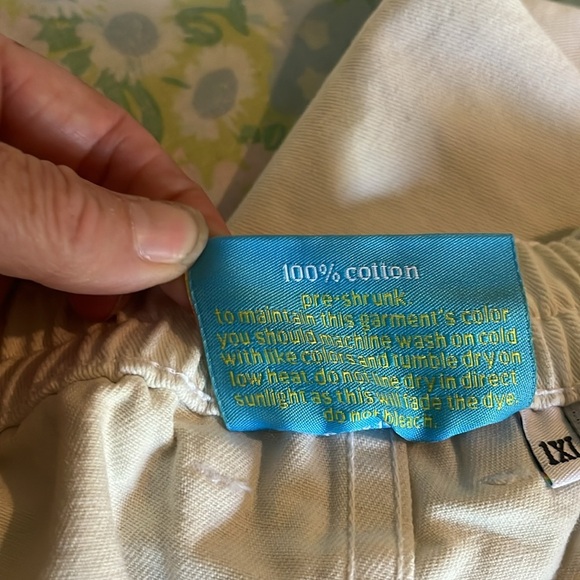 100% cotton
pre-shrunk
to maintain this garment's color
you should machine wash on cold
with like colors and tumble dry on
low heat do not line dry in direct
sunlight as this will fade the dye
do not bleach.
1X